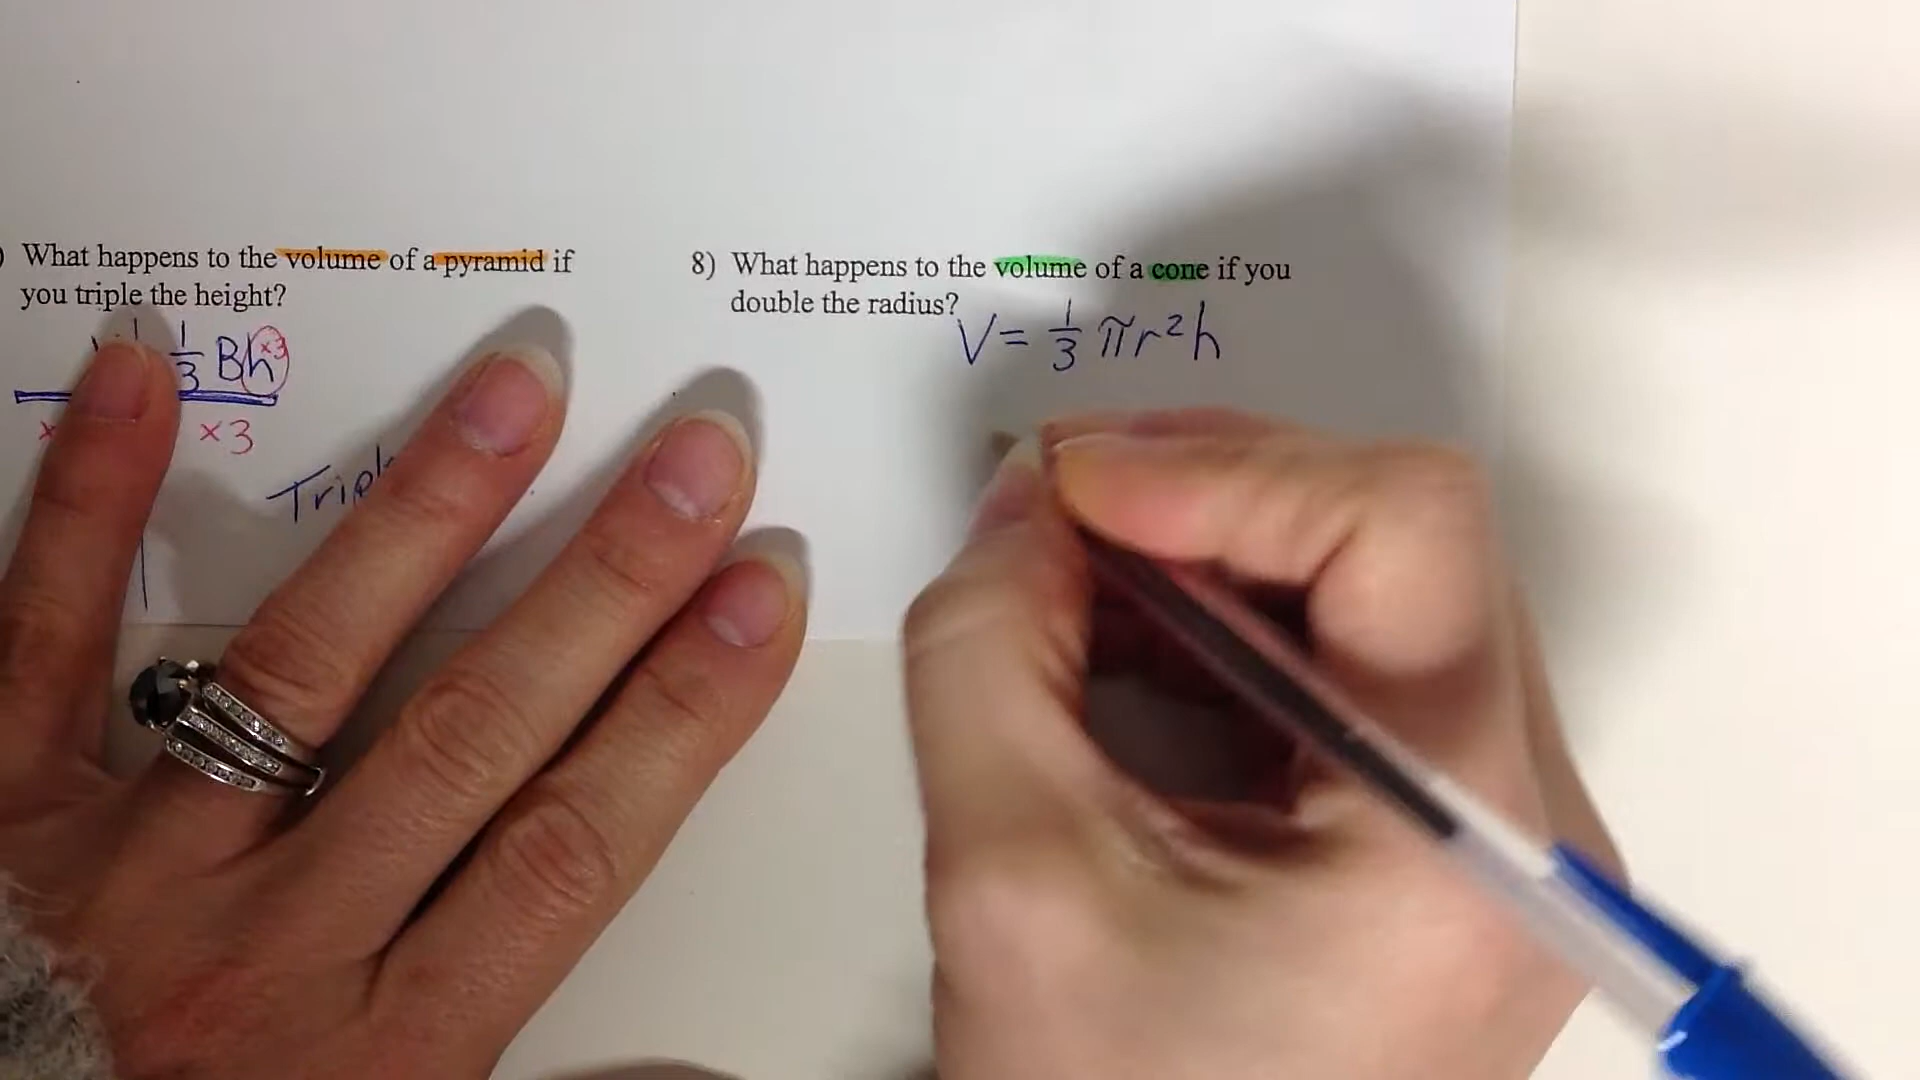 ) What happens to the volume of a pyramid if
you triple the height?
1/3 Bh ×3
× ×3
8) What happens to the volume of a cone if you
double the radius?
V = 1/3 πr²h